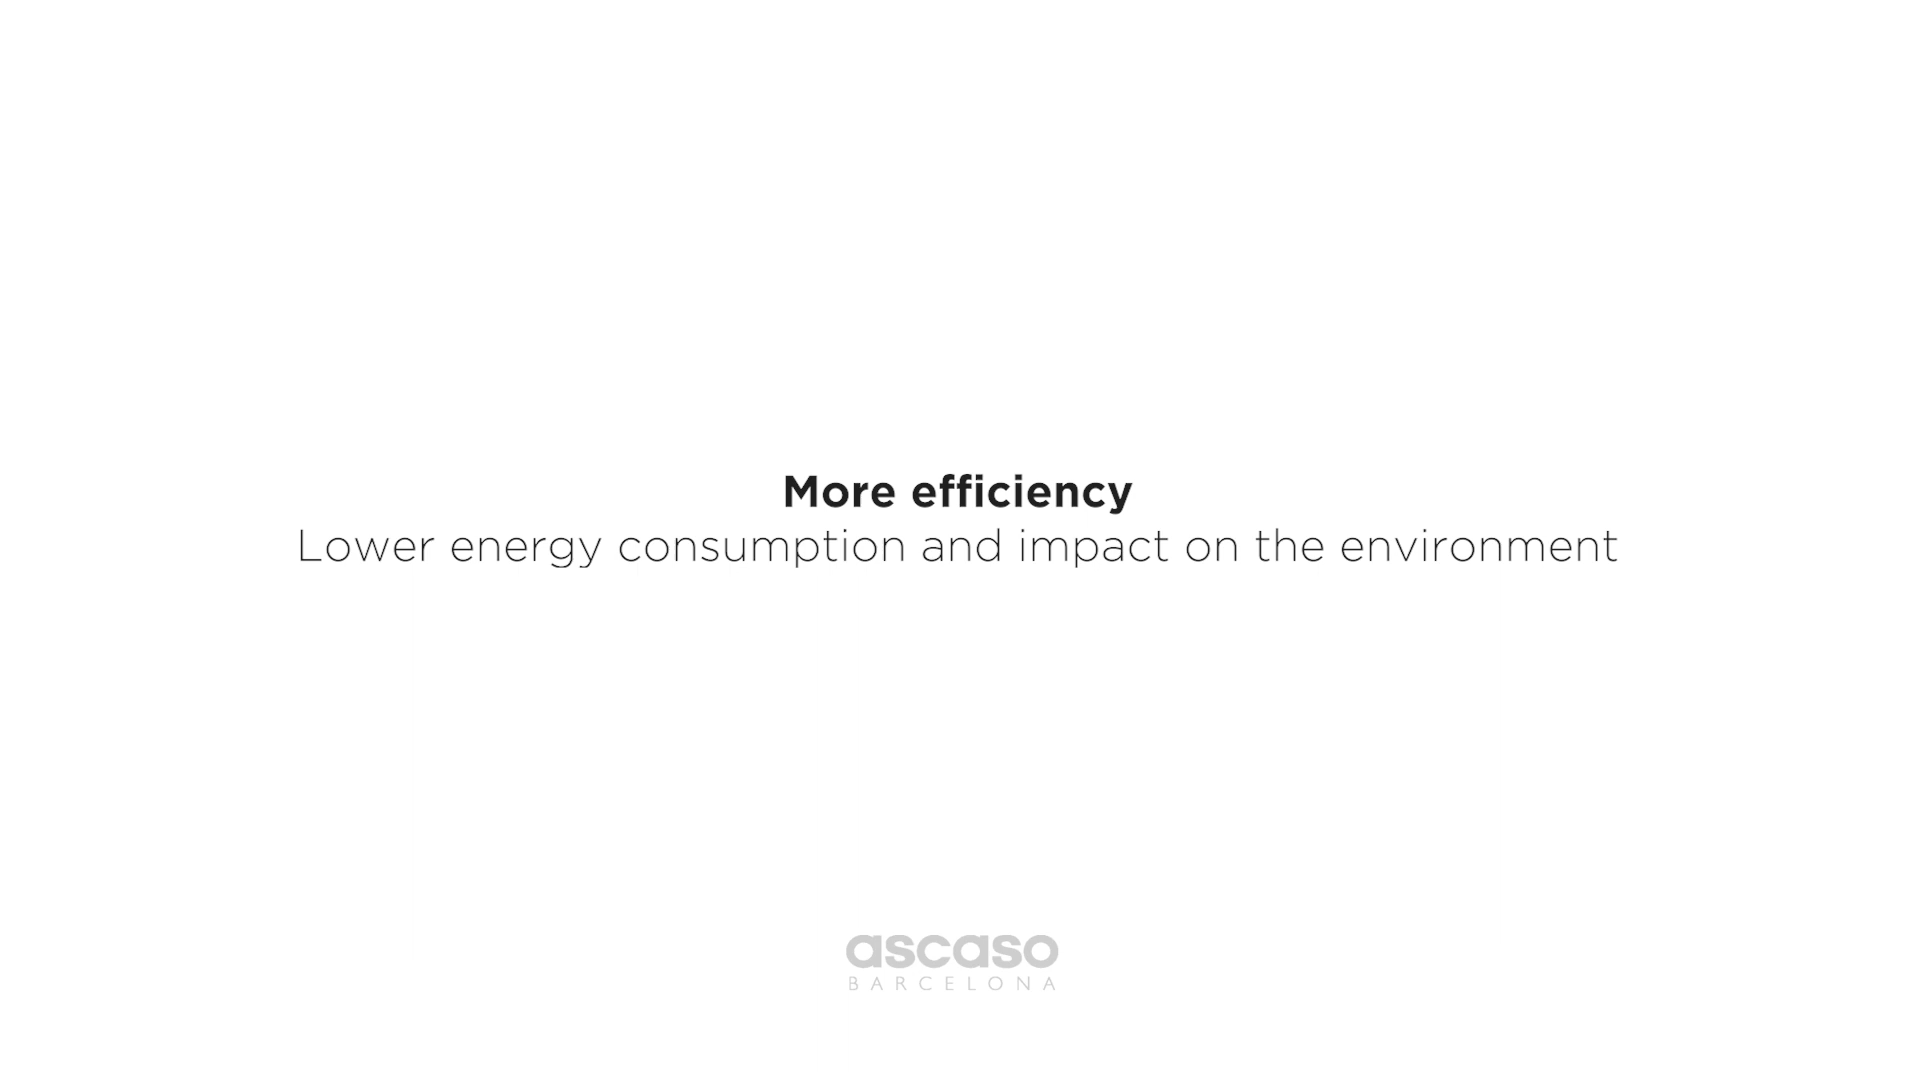 More efficiency
Lower energy consumption and impact on the environment
ascaso
BARCELONA